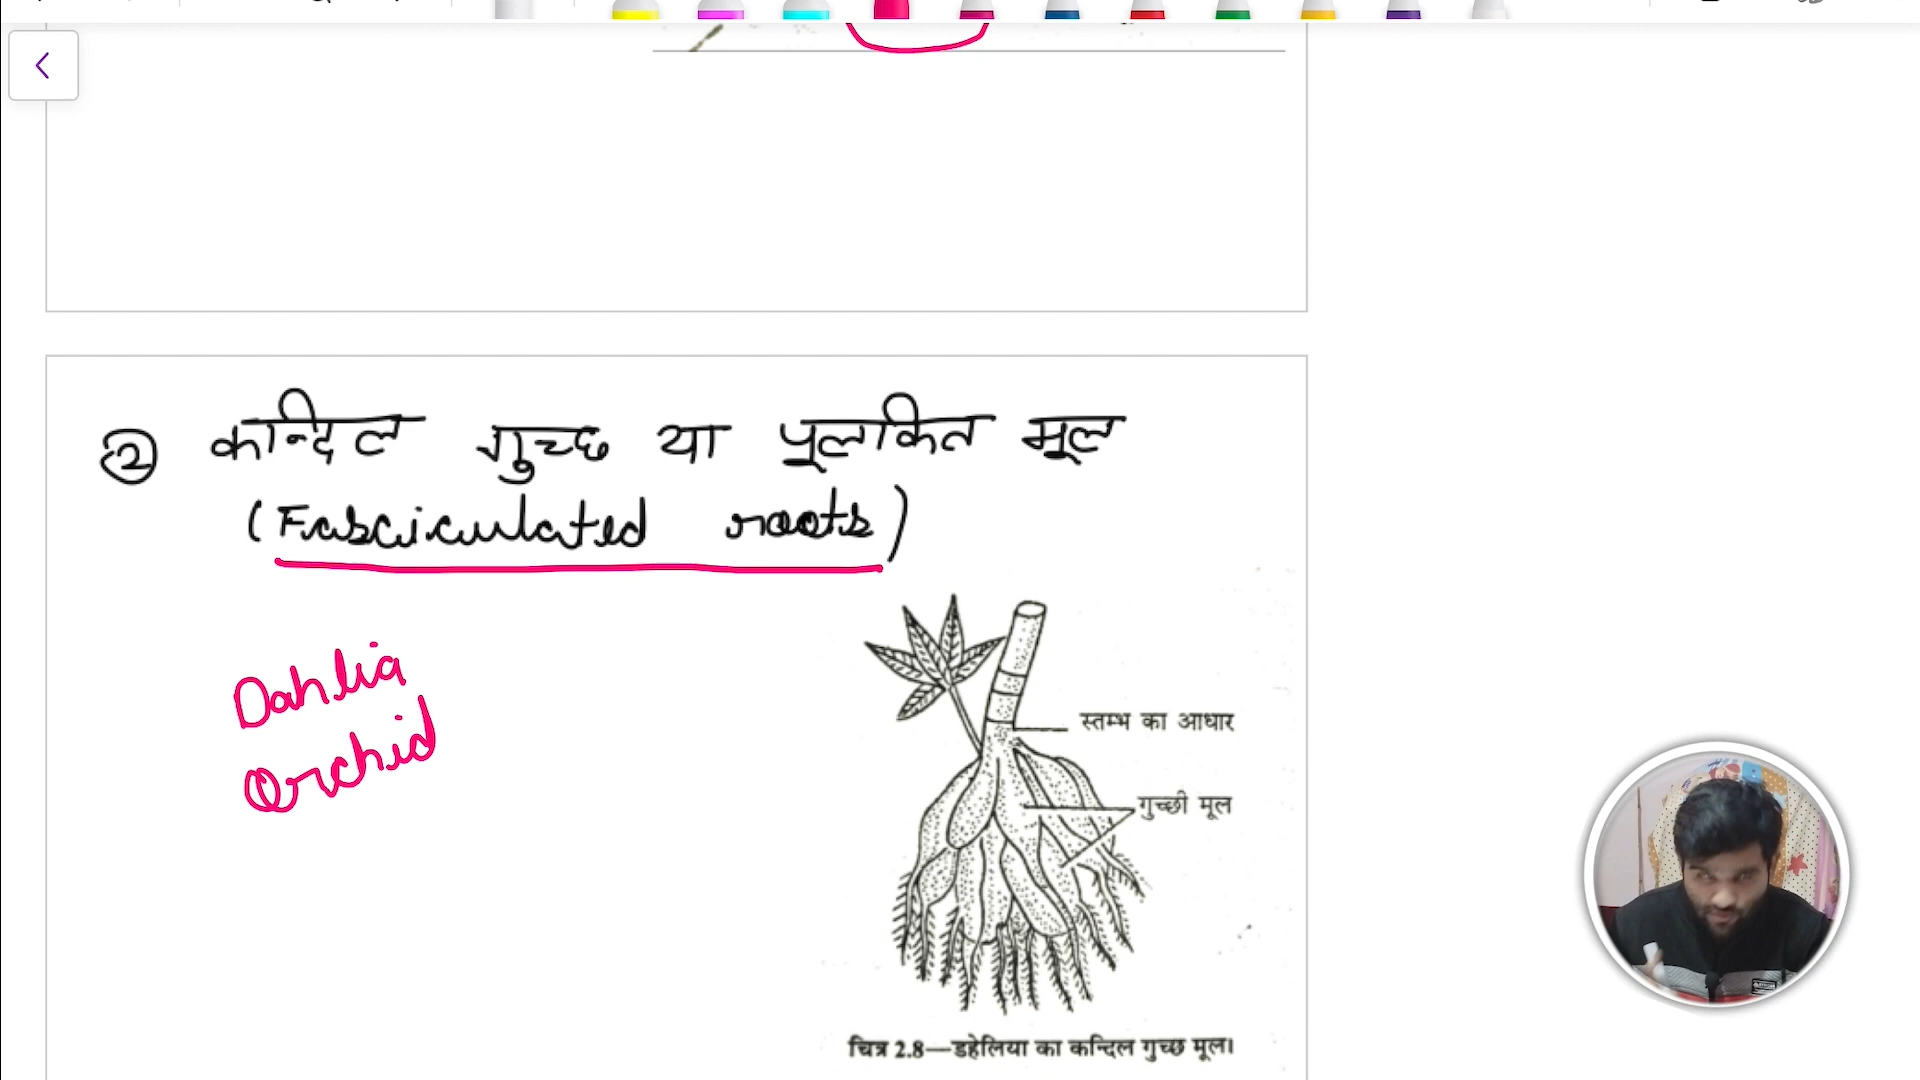 ② कन्दिल गुच्छ या पूलकित मूल
(Fasciculated roots)
Dahlia
Orchid
स्तम्भ का आधार
गुच्छी मूल
चित्र 2.8—डहेलिया का कन्दिल गुच्छ मूल।